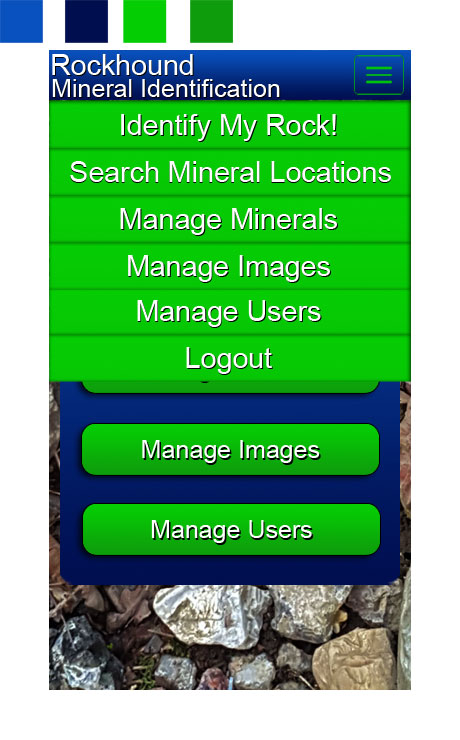 Rockhound
Mineral Identification
Identify My Rock!
Search Mineral Locations
Manage Minerals
Manage Images
Manage Users
Logout
Manage Images
Manage Users